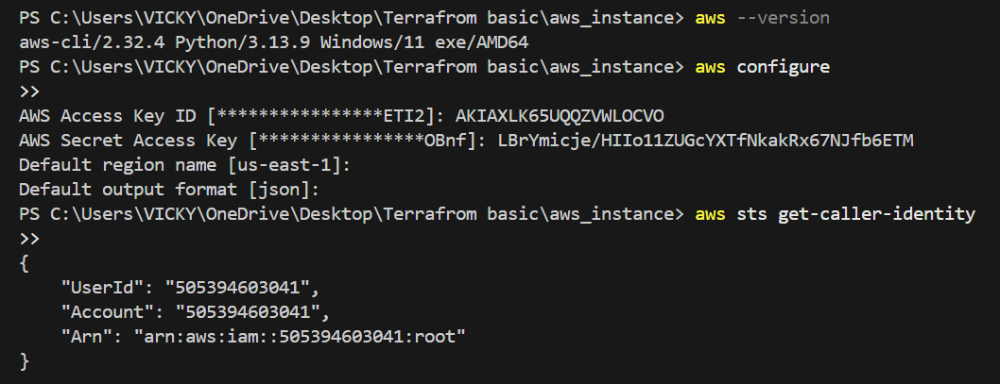 PS C:\Users\VICKY\OneDrive\Desktop\Terrafrom basic\aws_instance> aws --version
aws-cli/2.32.4 Python/3.13.9 Windows/11 exe/AMD64
PS C:\Users\VICKY\OneDrive\Desktop\Terrafrom basic\aws_instance> aws configure
>>
AWS Access Key ID [****************ETI2]: AKIAXLK65UQQZVWLOCVO
AWS Secret Access Key [****************OBnf]: 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
Default region name [us-east-1]:
Default output format [json]:
PS C:\Users\VICKY\OneDrive\Desktop\Terrafrom basic\aws_instance> aws sts get-caller-identity
>>
{
    "UserId": "505394603041",
    "Account": "505394603041",
    "Arn": "arn:aws:iam::505394603041:root"
}